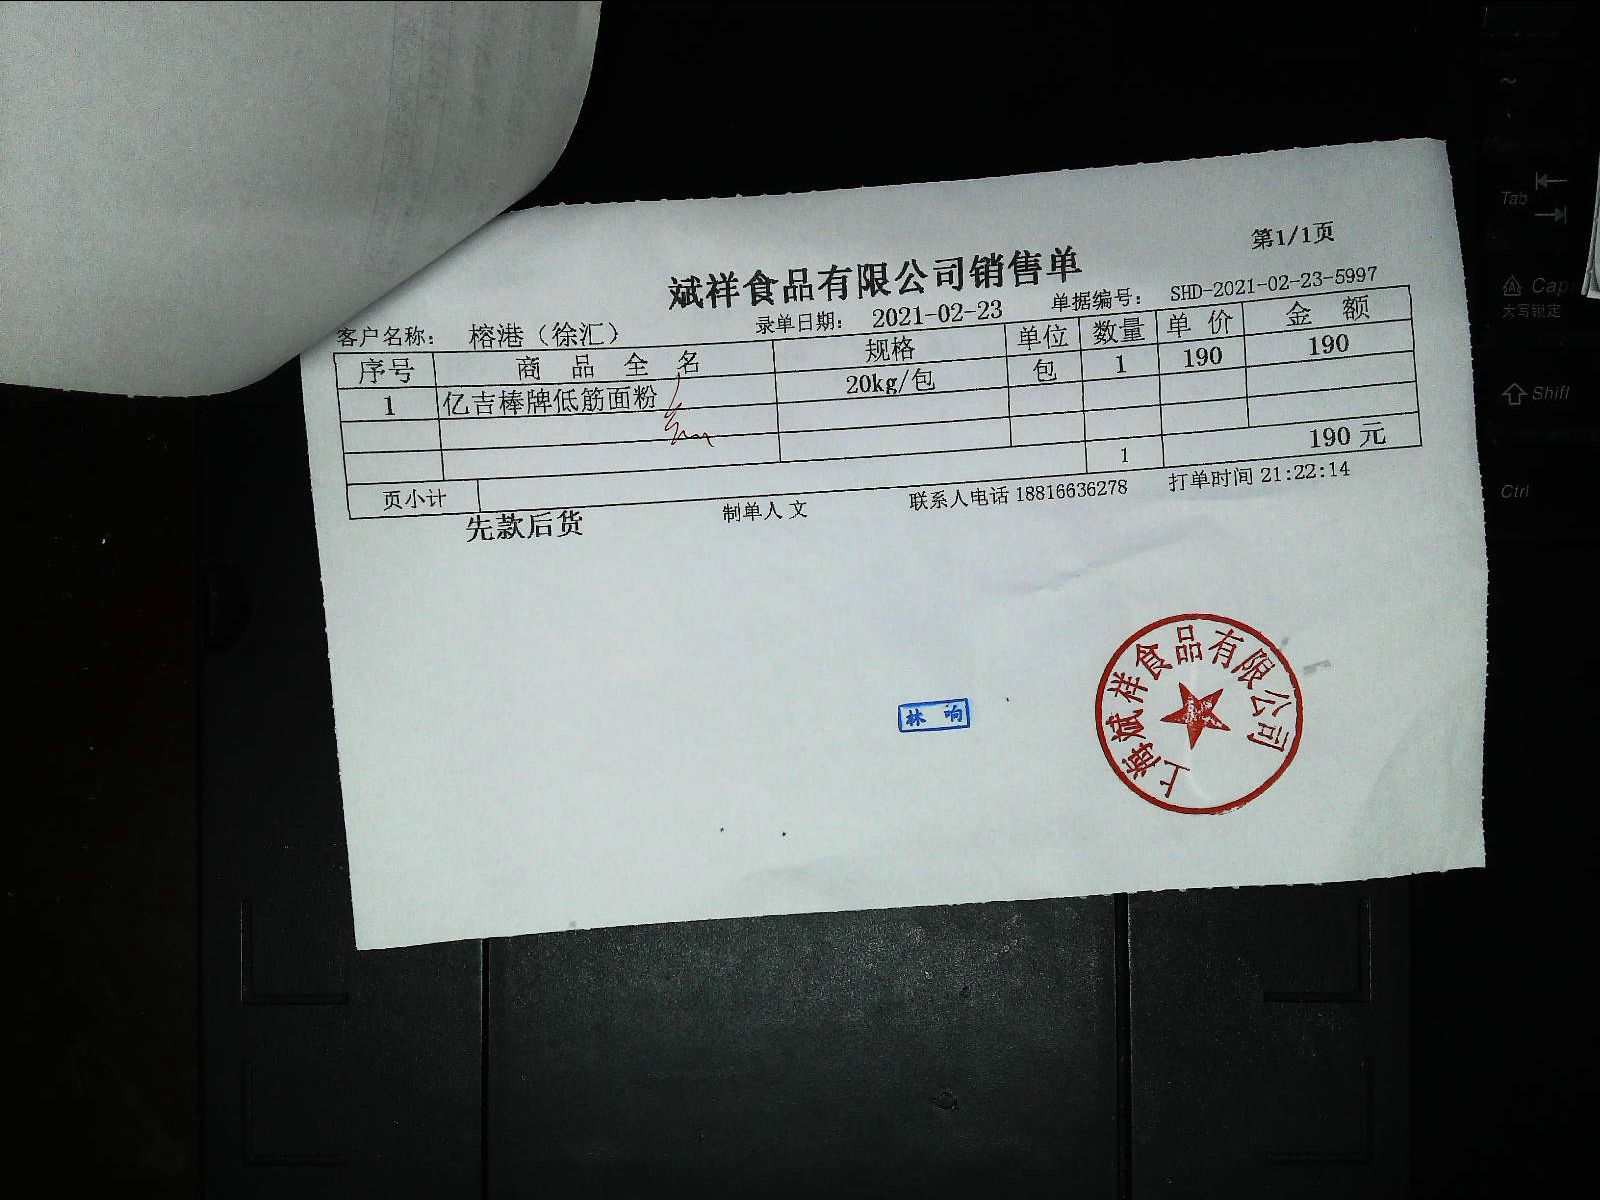 第1/1页
斌祥食品有限公司销售单
客户名称： 榕港（徐汇） 录单日期： 2021-02-23 单据编号： SHD-2021-02-23-5997
序号 商品全名 规格 单位 数量 单价 金额
1 亿吉棒牌低筋面粉 20kg/包 包 1 190 190
页小计 1 190元
先款后货 制单人 文 联系人电话 18816636278 打单时间 21:22:14
上海斌祥食品有限公司
林响
Tab
Caps
大写锁定
Shift
Ctrl